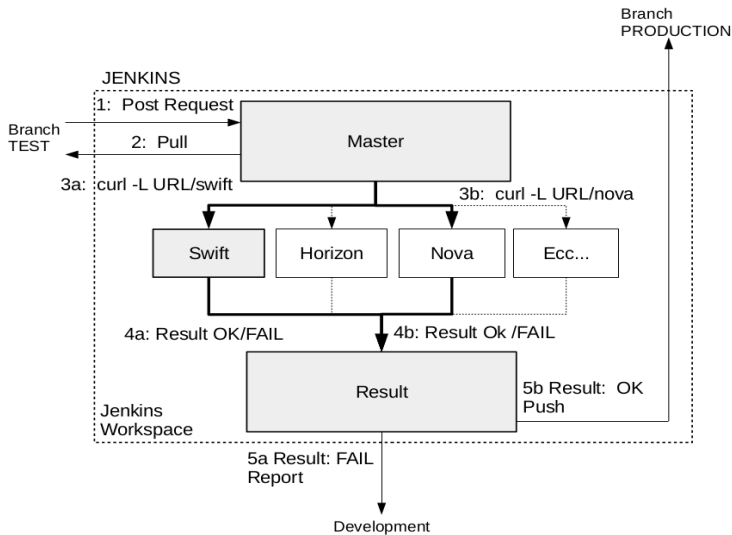 Branch
PRODUCTION
JENKINS
1:  Post Request
Branch
TEST
2:  Pull
Master
3a:  curl -L URL/swift
3b:  curl -L URL/nova
Swift
Horizon
Nova
Ecc...
4a: Result OK/FAIL
4b: Result Ok /FAIL
Result
5b Result:  OK
Push
Jenkins
Workspace
5a Result: FAIL
Report
Development